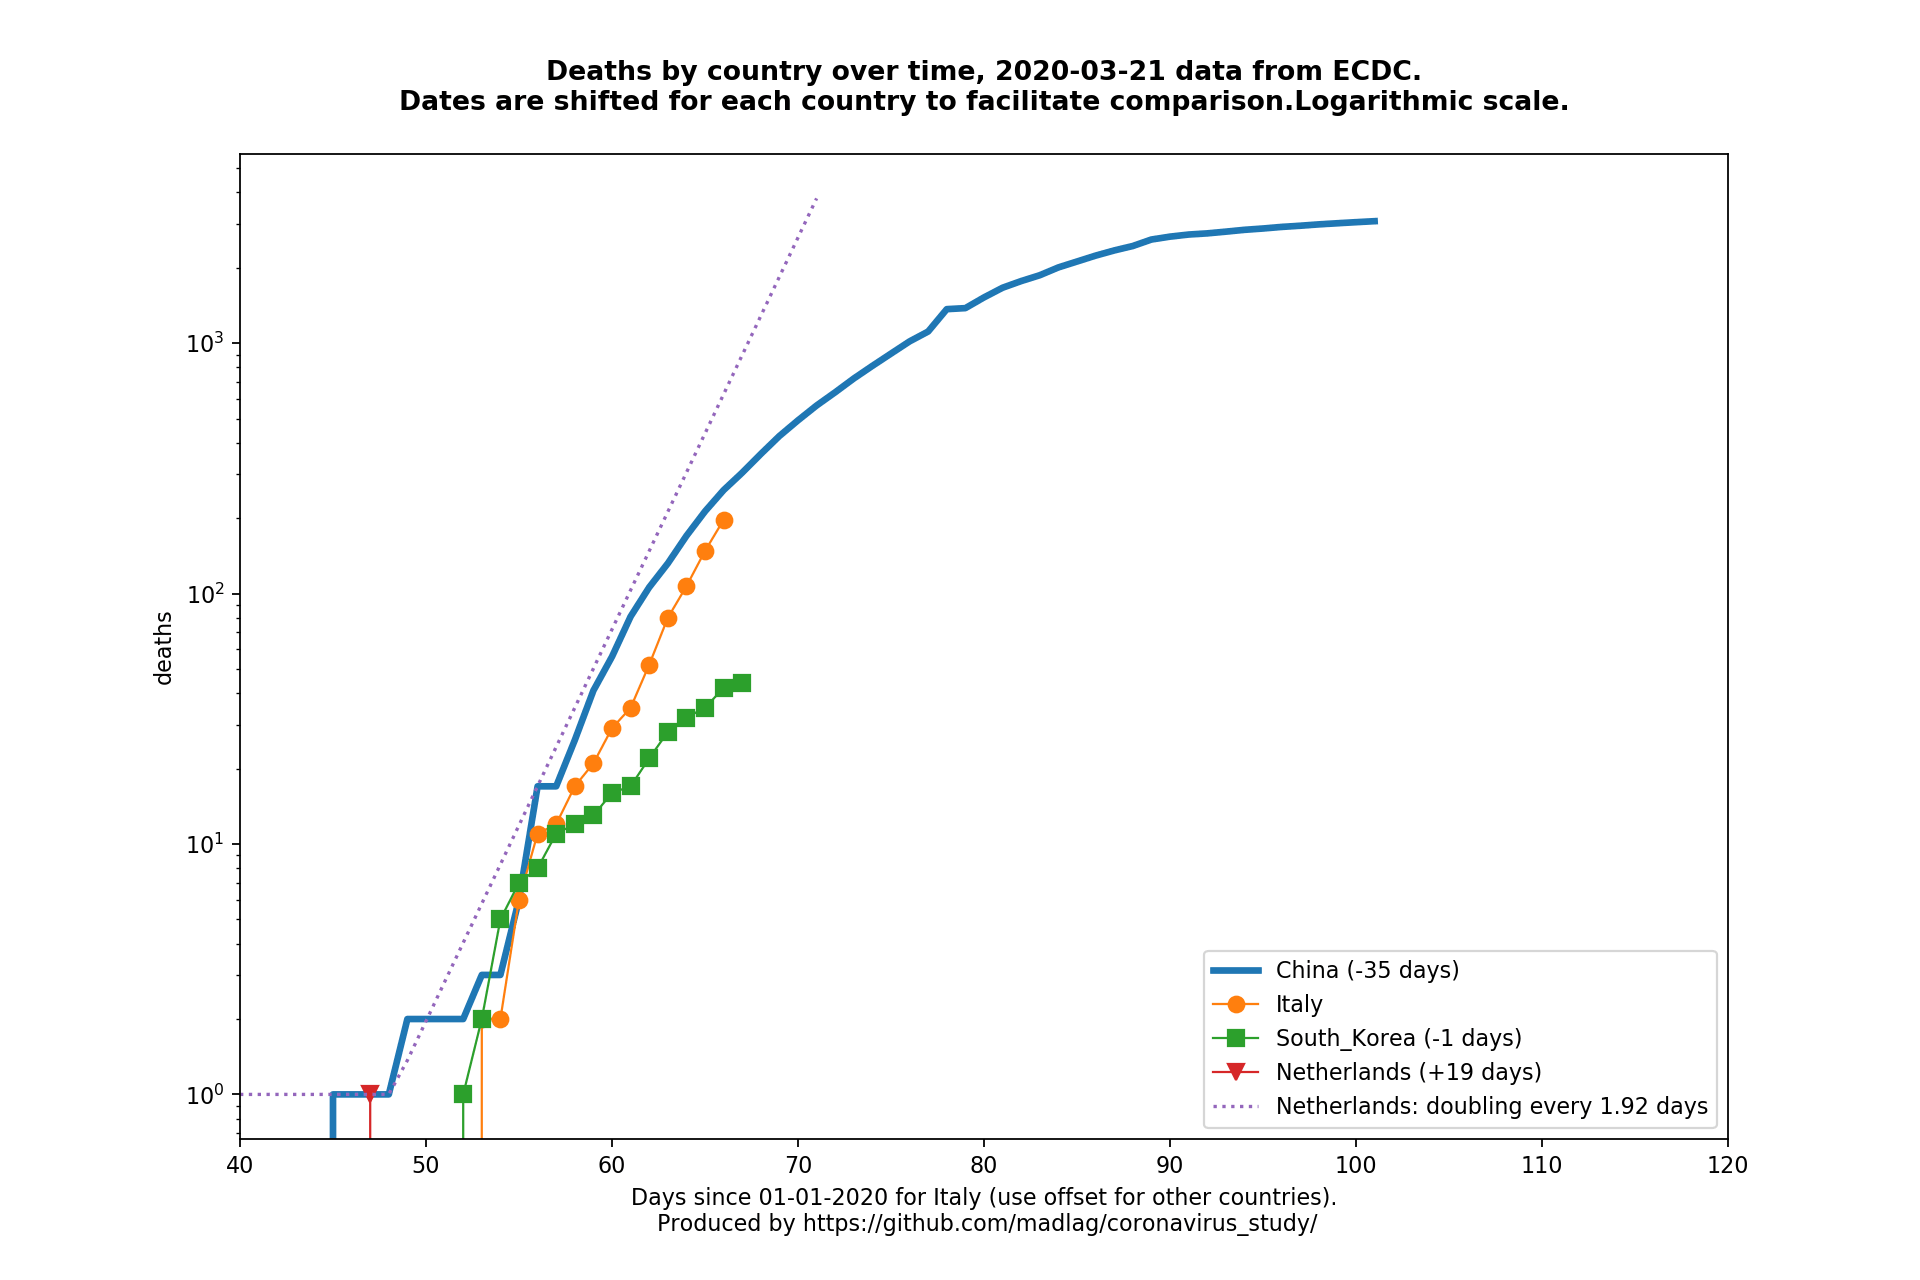 Deaths by country over time, 2020-03-21 data from ECDC.
Dates are shifted for each country to facilitate comparison.Logarithmic scale.
10³
10²
10¹
10⁰
deaths
40 50 60 70 80 90 100 110 120
Days since 01-01-2020 for Italy (use offset for other countries).
Produced by https://github.com/madlag/coronavirus_study/
China (-35 days)
Italy
South_Korea (-1 days)
Netherlands (+19 days)
Netherlands: doubling every 1.92 days